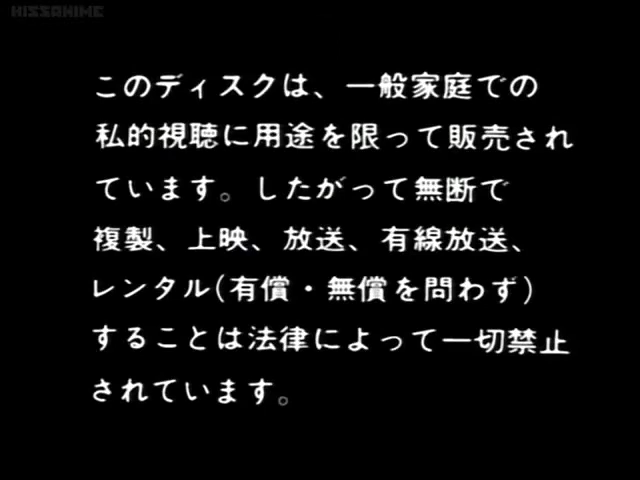 HISSANIME
このディスクは、一般家庭での
私的視聴に用途を限って販売され
ています。したがって無断で
複製、上映、放送、有線放送、
レンタル(有償・無償を問わず)
することは法律によって一切禁止
されています。